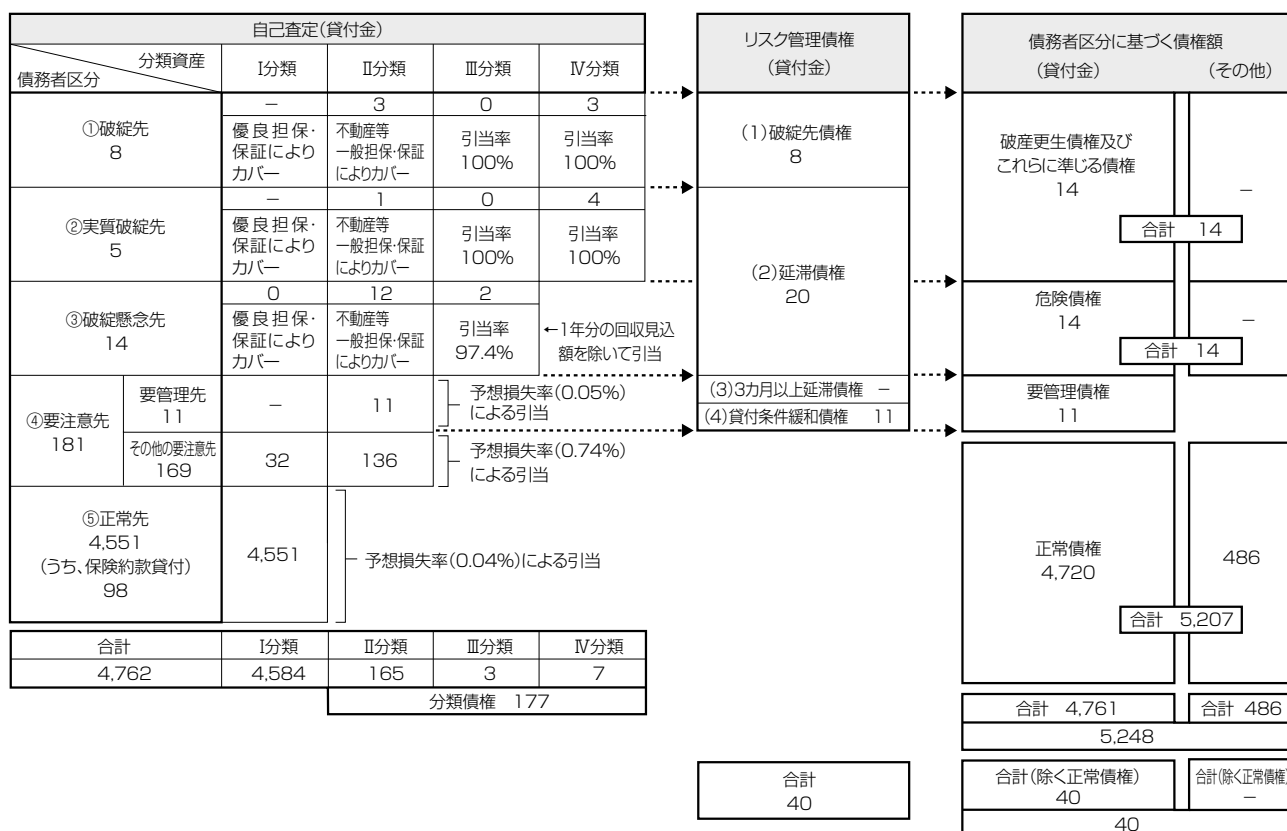 自己査定(貸付金)
分類資産
債務者区分
Ⅰ分類
Ⅱ分類
Ⅲ分類
Ⅳ分類
①破綻先
8
−
3
0
3
優良担保・
保証により
カバー
不動産等
一般担保・保証
によりカバー
引当率
100%
引当率
100%
②実質破綻先
5
−
1
0
4
優良担保・
保証により
カバー
不動産等
一般担保・保証
によりカバー
引当率
100%
引当率
100%
③破綻懸念先
14
0
12
2
優良担保・
保証により
カバー
不動産等
一般担保・保証
によりカバー
引当率
97.4%
←1年分の回収見込
額を除いて引当
④要注意先
181
要管理先
11
−
11
予想損失率(0.05%)
による引当
その他の要注意先
169
32
136
予想損失率(0.74%)
による引当
⑤正常先
4,551
(うち、保険約款貸付)
98
4,551
予想損失率(0.04%)による引当
合計
Ⅰ分類
Ⅱ分類
Ⅲ分類
Ⅳ分類
4,762
4,584
165
3
7
分類債権 177
リスク管理債権
(貸付金)
(1)破綻先債権
8
(2)延滞債権
20
(3)3カ月以上延滞債権 −
(4)貸付条件緩和債権 11
合計
40
債務者区分に基づく債権額
(貸付金) (その他)
破産更生債権及び
これらに準じる債権
14
−
合計 14
危険債権
14
−
合計 14
要管理債権
11
正常債権
4,720
486
合計 5,207
合計 4,761
合計 486
5,248
合計(除く正常債権)
40
合計(除く正常債権)
−
40